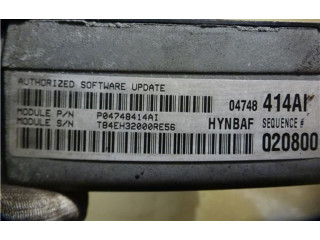 AUTHORIZED SOFTWARE UPDATE
04748 414AI
MODULE P/N P04748414AI
MODULE S/N T84EH32000RE56
HYNBAF SEQUENCE #
020800